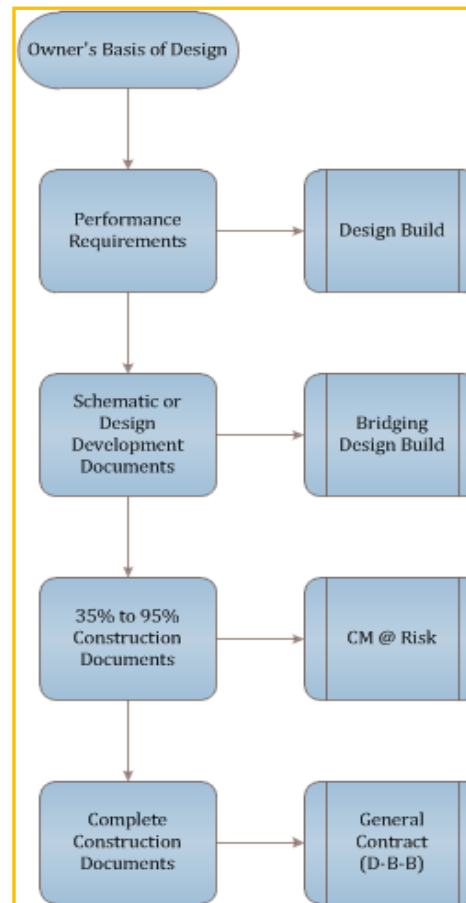 Owner's Basis of Design
Performance
Requirements
Design Build
Schematic or
Design
Development
Documents
Bridging
Design Build
35% to 95%
Construction
Documents
CM @ Risk
Complete
Construction
Documents
General
Contract
(D-B-B)